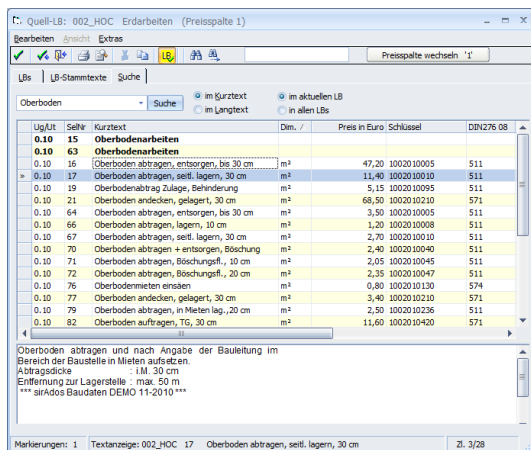 Quell-LB: 002_HOC Erdarbeiten (Preisspalte 1)
Bearbeiten Ansicht Extras
LB Preisspalte wechseln '1'
LBs LB-Stammtexte Suche
Oberboden Suche im Kurztext im aktuellen LB
im Langtext in allen LBs
Ug/Ut SelNr Kurztext Dim. Preis in Euro Schlüssel DIN276 08
0.10 15 Oberbodenarbeiten
0.10 63 Oberbodenarbeiten
0.10 16 Oberboden abtragen, entsorgen, bis 30 cm m² 47,20 1002010005 511
0.10 17 Oberboden abtragen, seitl. lagern, 30 cm m² 11,40 1002010010 511
0.10 19 Oberbodenabtrag Zulage, Behinderung m² 5,15 1002010095 511
0.10 21 Oberboden andecken, gelagert, 30 cm m² 68,50 1002010210 571
0.10 64 Oberboden abtragen, entsorgen, bis 30 cm m² 3,50 1002010005 511
0.10 66 Oberboden abtragen, lagern, 10 cm m² 1,20 1002010008 511
0.10 67 Oberboden abtragen, seitl. lagern, 30 cm m² 2,70 1002010010 511
0.10 70 Oberboden abtragen + entsorgen, Böschung m² 2,40 1002010040 511
0.10 71 Oberboden abtragen, Böschungsfl., 10 cm m² 2,05 1002010045 511
0.10 72 Oberboden abtragen, Böschungsfl., 20 cm m² 2,35 1002010047 511
0.10 76 Oberbodenmieten einsäen m² 0,80 1002010130 574
0.10 77 Oberboden andecken, gelagert, 30 cm m² 3,40 1002010210 571
0.10 79 Oberboden abtragen, in Mieten lag.,20 cm m² 2,50 1002010236 511
0.10 82 Oberboden auftragen, TG, 30 cm m² 11,60 1002010420 571
Oberboden abtragen und nach Angabe der Bauleitung im
Bereich der Baustelle in Mieten aufsetzen.
Abtragsdicke : i.M. 30 cm
Entfernung zur Lagerstelle : max. 50 m
*** sirAdos Baudaten DEMO 11-2010 ***
Markierungen: 1 Textanzeige: 002_HOC 17 Oberboden abtragen, seitl. lagern, 30 cm Zl. 3/28